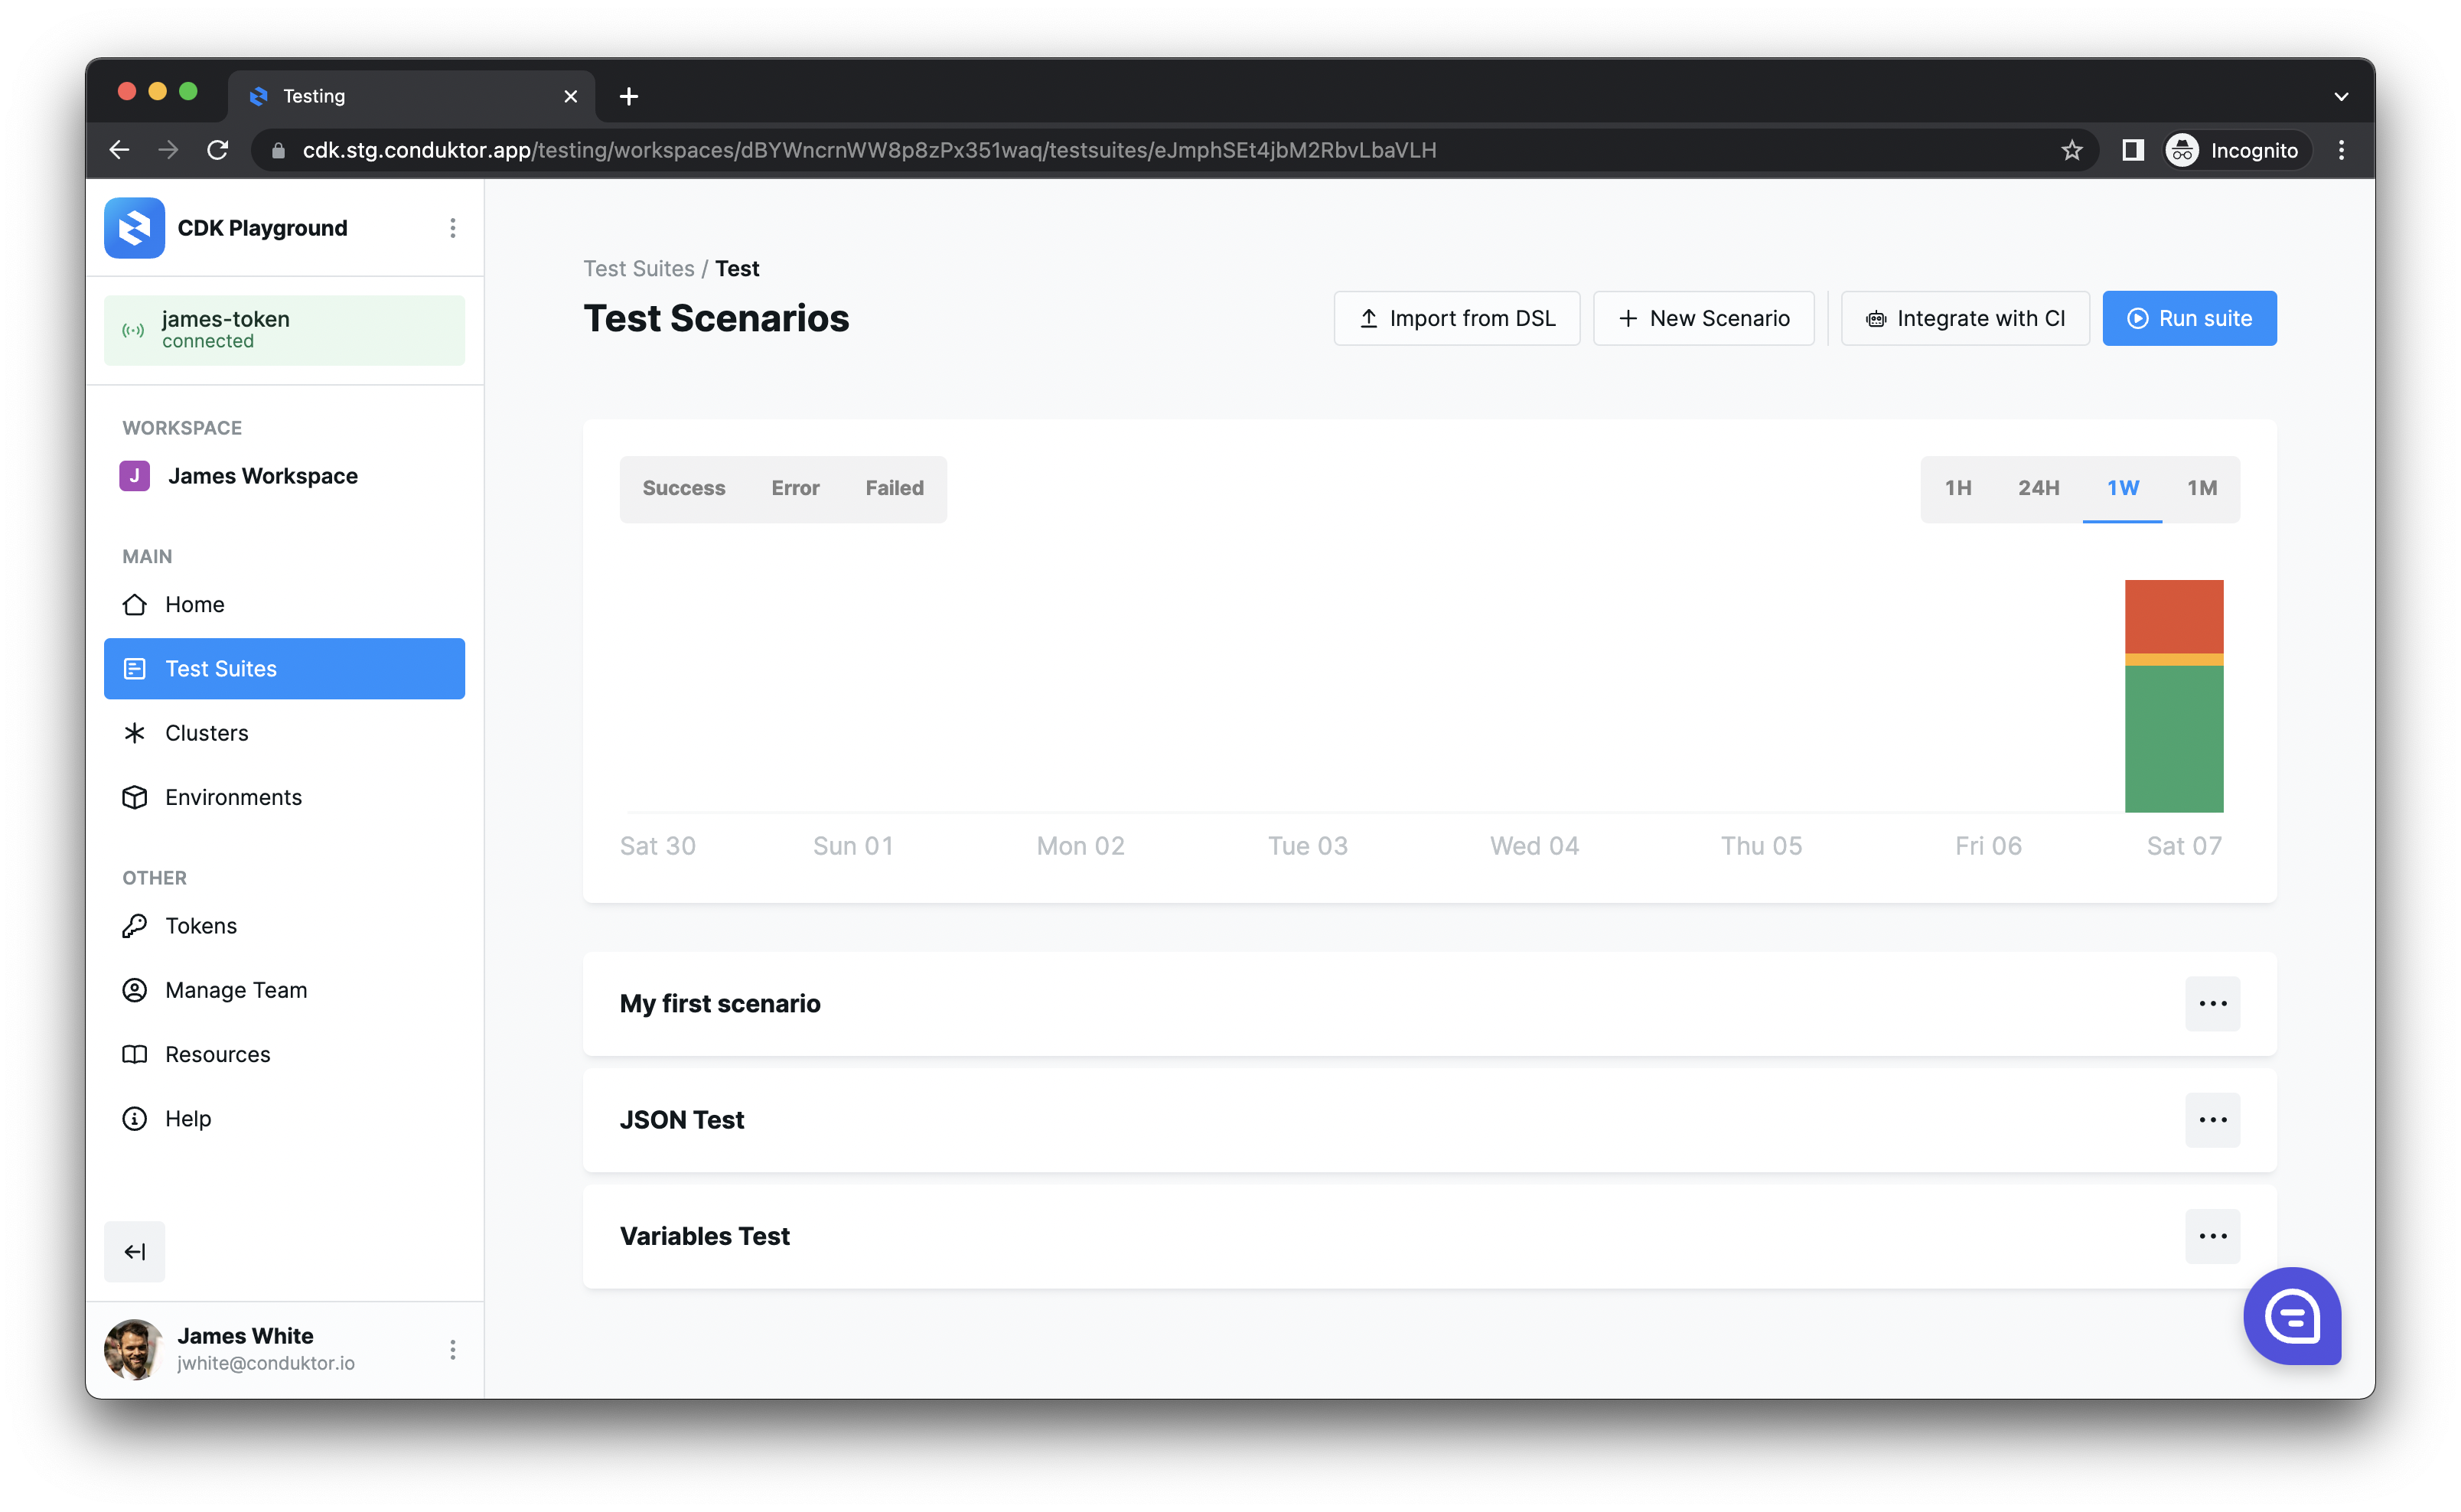 Testing
cdk.stg.conduktor.app/testing/workspaces/dBYWncrnWW8p8zPx351waq/testsuites/eJmphSEt4jbM2RbvLbaVLH
Incognito
CDK Playground
james-token
connected
WORKSPACE
J James Workspace
MAIN
Home
Test Suites
Clusters
Environments
OTHER
Tokens
Manage Team
Resources
Help
James White
jwhite@conduktor.io
Test Suites / Test
Test Scenarios
Import from DSL
New Scenario
Integrate with CI
Run suite
Success Error Failed
1H 24H 1W 1M
Sat 30 Sun 01 Mon 02 Tue 03 Wed 04 Thu 05 Fri 06 Sat 07
My first scenario
JSON Test
Variables Test